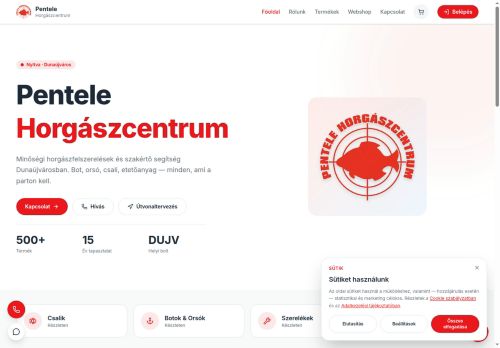 Pentele
Horgászcentrum
Főoldal
Rólunk
Termékek
Webshop
Kapcsolat
Belépés
Nyitva · Dunaújváros
Pentele
Horgászcentrum
Minőségi horgászfelszerelések és szakértő segítség
Dunaújvárosban. Bot, orsó, csali, etetőanyag — minden, ami a
parton kell.
Kapcsolat →
Hívás
Útvonaltervezés
500+
15
DUJV
Termék
Év tapasztalat
Helyi bolt
PENTELE HORGÁSZCENTRUM
Csalik
Részletek
Botok & Orsók
Részletek
Szerelékek
Részletek
SÜTIK
Sütiket használunk
Az oldal sütiket használ a működéshez, valamint — hozzájárulás esetén
— statisztikai és marketing célokra. Részletek a Cookie szabályzatban
és az Adatkezelési tájékoztatóban.
Elutasítás
Beállítások
Összes
elfogadása